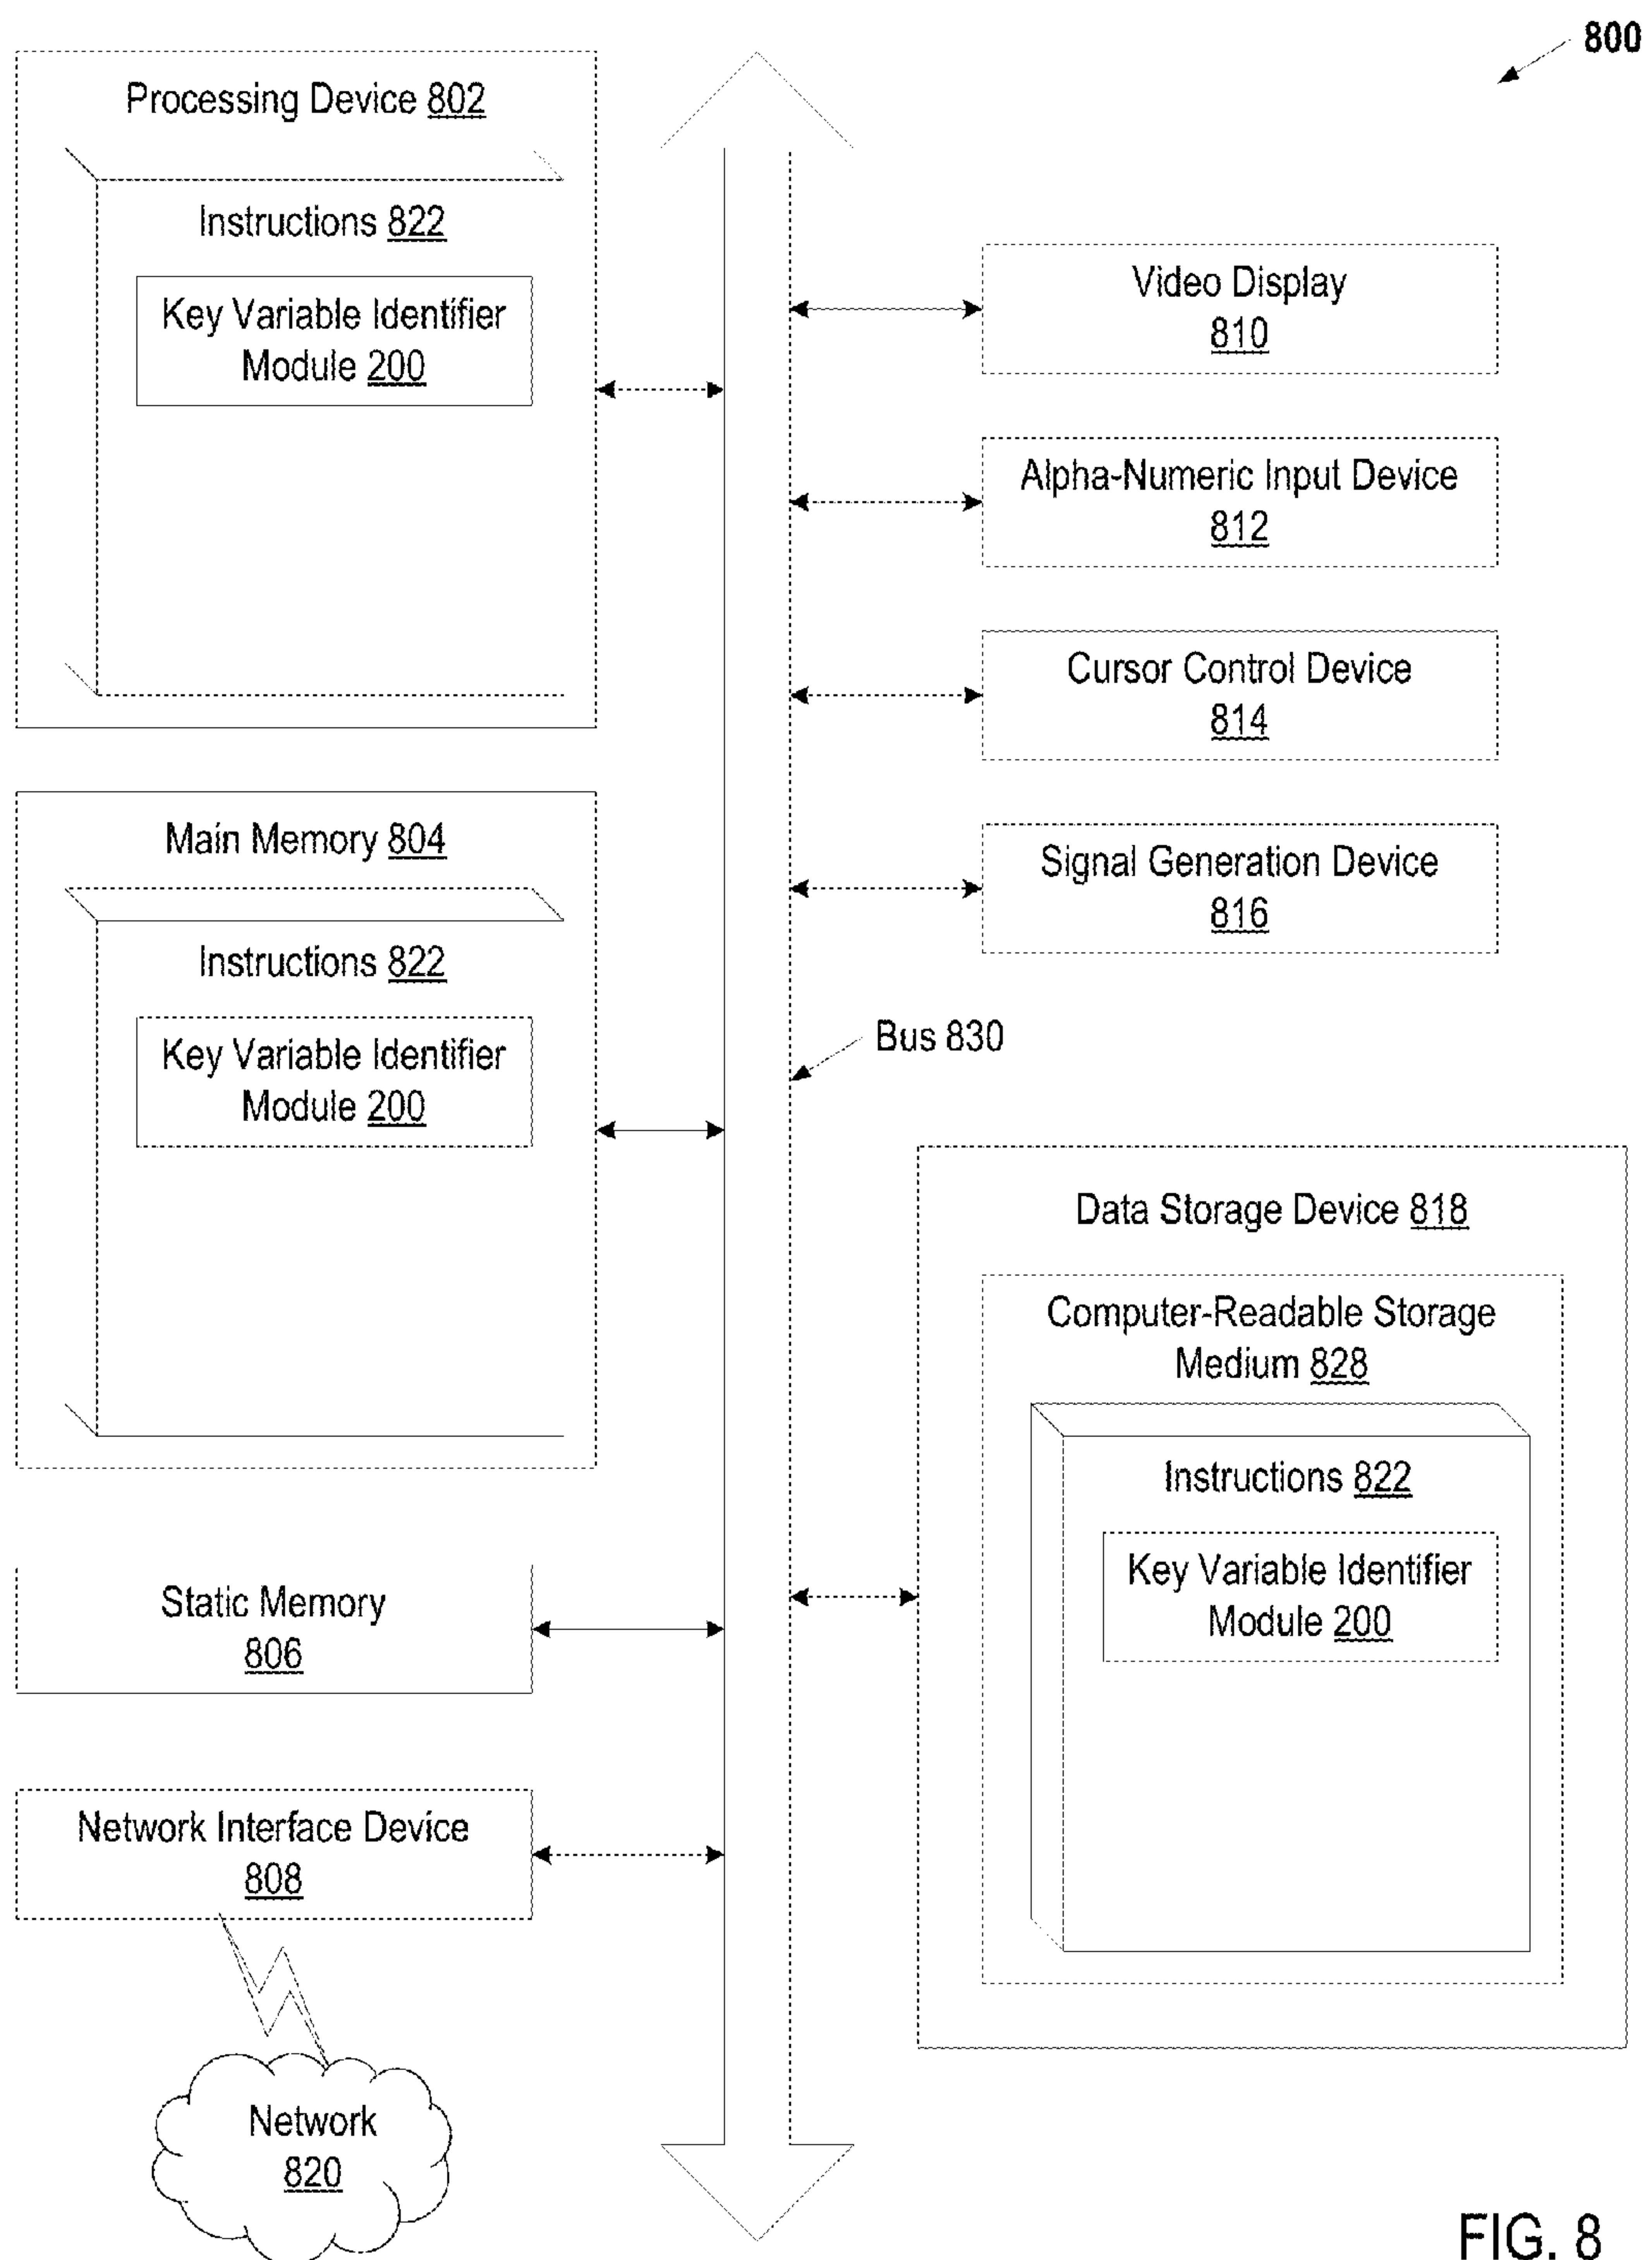 800
Processing Device 802
Instructions 822
Key Variable Identifier
Module 200
Video Display
810
Alpha-Numeric Input Device
812
Cursor Control Device
814
Main Memory 804
Instructions 822
Key Variable Identifier
Module 200
Signal Generation Device
816
Bus 830
Data Storage Device 818
Computer-Readable Storage
Medium 828
Instructions 822
Key Variable Identifier
Module 200
Static Memory
806
Network Interface Device
808
Network
820
FIG. 8